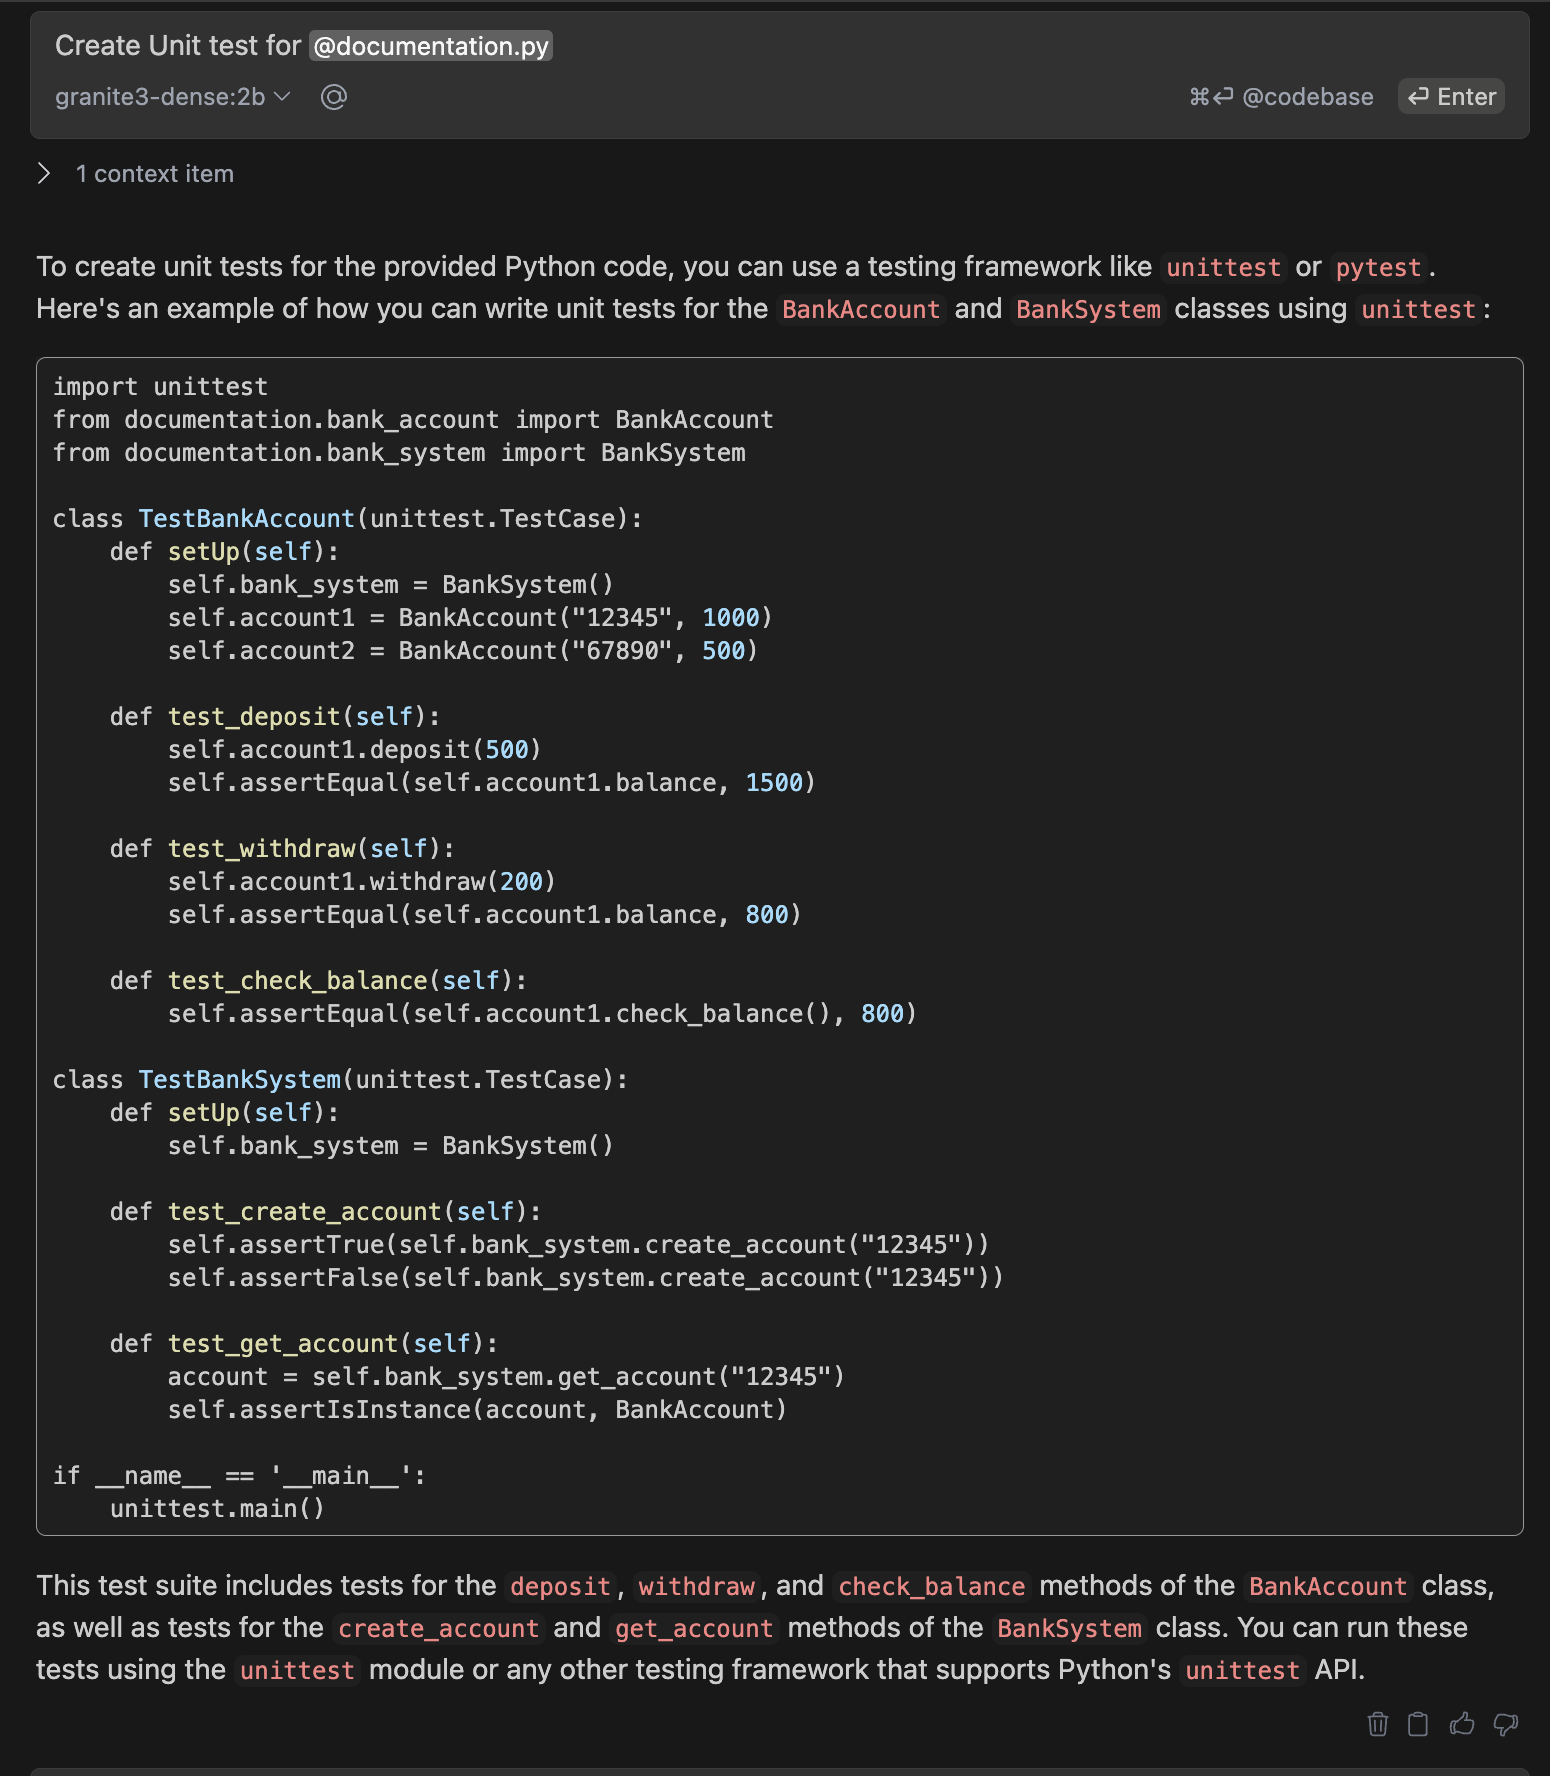 Create Unit test for @documentation.py
granite3-dense:2b @ ⌘⏎ @codebase ⏎ Enter
1 context item
To create unit tests for the provided Python code, you can use a testing framework like unittest or pytest.
Here's an example of how you can write unit tests for the BankAccount and BankSystem classes using unittest:
import unittest
from documentation.bank_account import BankAccount
from documentation.bank_system import BankSystem

class TestBankAccount(unittest.TestCase):
    def setUp(self):
        self.bank_system = BankSystem()
        self.account1 = BankAccount("12345", 1000)
        self.account2 = BankAccount("67890", 500)

    def test_deposit(self):
        self.account1.deposit(500)
        self.assertEqual(self.account1.balance, 1500)

    def test_withdraw(self):
        self.account1.withdraw(200)
        self.assertEqual(self.account1.balance, 800)

    def test_check_balance(self):
        self.assertEqual(self.account1.check_balance(), 800)

class TestBankSystem(unittest.TestCase):
    def setUp(self):
        self.bank_system = BankSystem()

    def test_create_account(self):
        self.assertTrue(self.bank_system.create_account("12345"))
        self.assertFalse(self.bank_system.create_account("12345"))

    def test_get_account(self):
        account = self.bank_system.get_account("12345")
        self.assertIsInstance(account, BankAccount)

if __name__ == '__main__':
    unittest.main()
This test suite includes tests for the deposit, withdraw, and check_balance methods of the BankAccount class,
as well as tests for the create_account and get_account methods of the BankSystem class. You can run these
tests using the unittest module or any other testing framework that supports Python's unittest API.